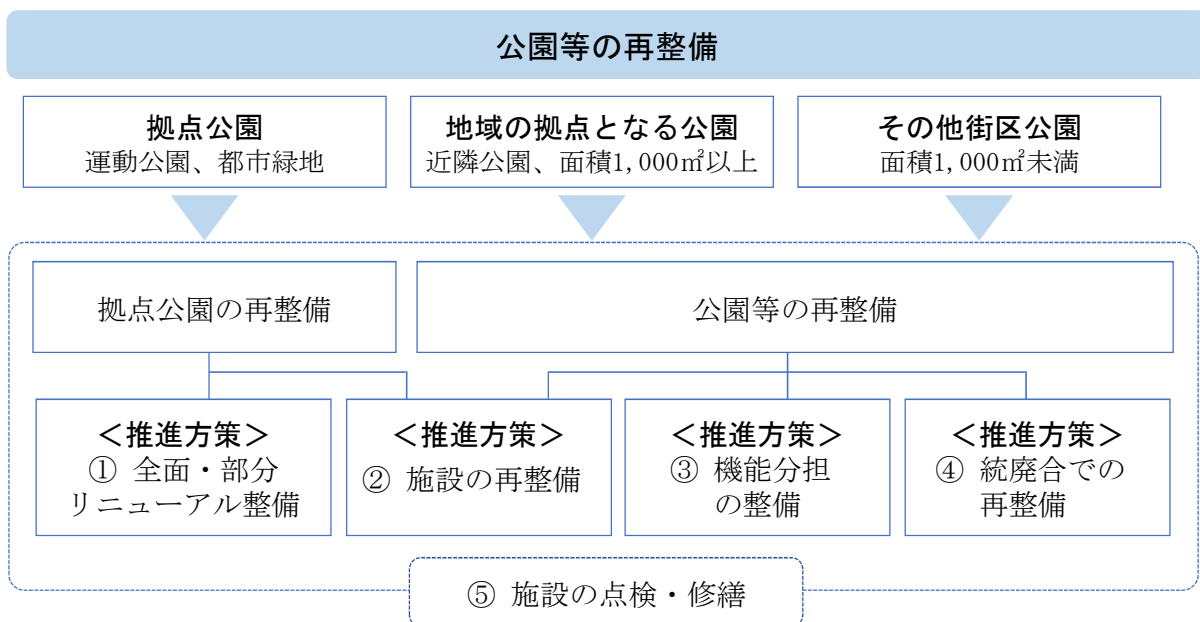 公園等の再整備
拠点公園
運動公園、都市緑地
地域の拠点となる公園
近隣公園、面積1,000㎡以上
その他街区公園
面積1,000㎡未満
拠点公園の再整備
公園等の再整備
＜推進方策＞
① 全面・部分
リニューアル整備
＜推進方策＞
② 施設の再整備
＜推進方策＞
③ 機能分担
の整備
＜推進方策＞
④ 統廃合での
再整備
⑤ 施設の点検・修繕